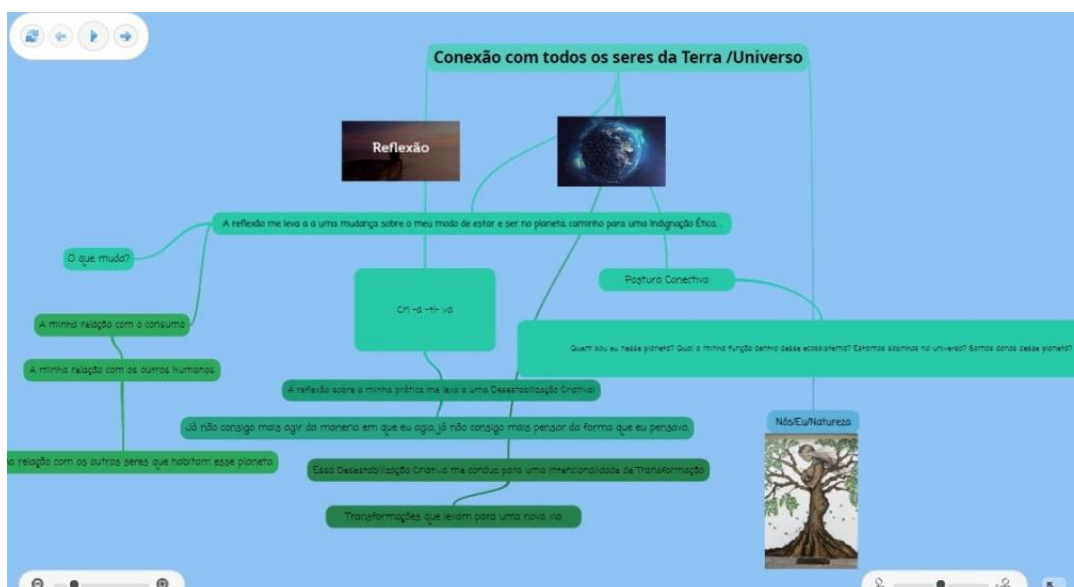 Conexão com todos os seres da Terra /Universo
Reflexão
A reflexão me leva a a uma mudança sobre o meu modo de estar e ser no planeta, caminho para uma Indignação Ética. .
O que muda?
Postura Conectiva
Cri -a -ti- va
A minha relação com o consumo
Quem sou eu nesse planeta? Qual a minha função dentro desse ecossistema? Estamos sozinhos no universo? Somos donos desse planeta?
A minha relação com os outros humanos
A reflexão sobre a minha prática me leva a uma Desestabilização Criativa!
Já não consigo mais agir da maneira em que eu agia, já não consigo mais pensar da forma que eu pensava.
Nós/Eu/Natureza
relação com os outros seres que habitam esse planeta
Essa Desestabilização Criativa me conduz para uma Intencionalidade de Transformação
Transformações que levam para uma nova via.